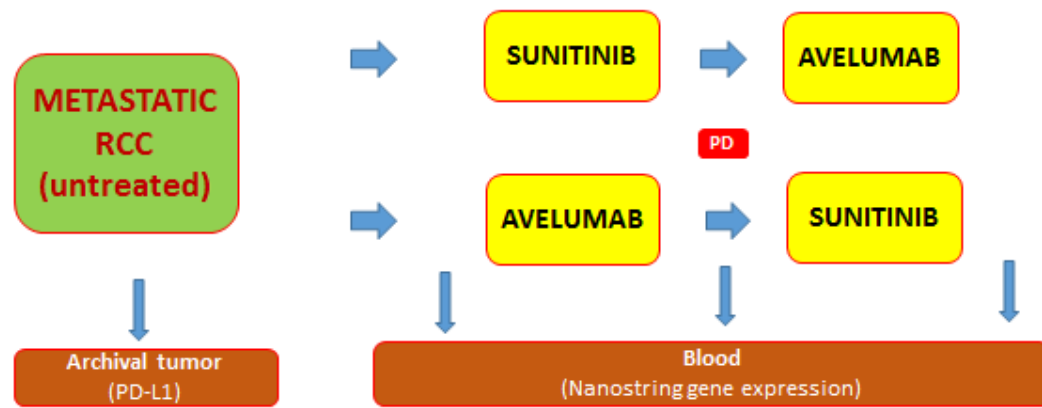 METASTATIC
RCC
(untreated)
SUNITINIB
AVELUMAB
PD
AVELUMAB
SUNITINIB
Archival tumor
(PD-L1)
Blood
(Nanostring gene expression)